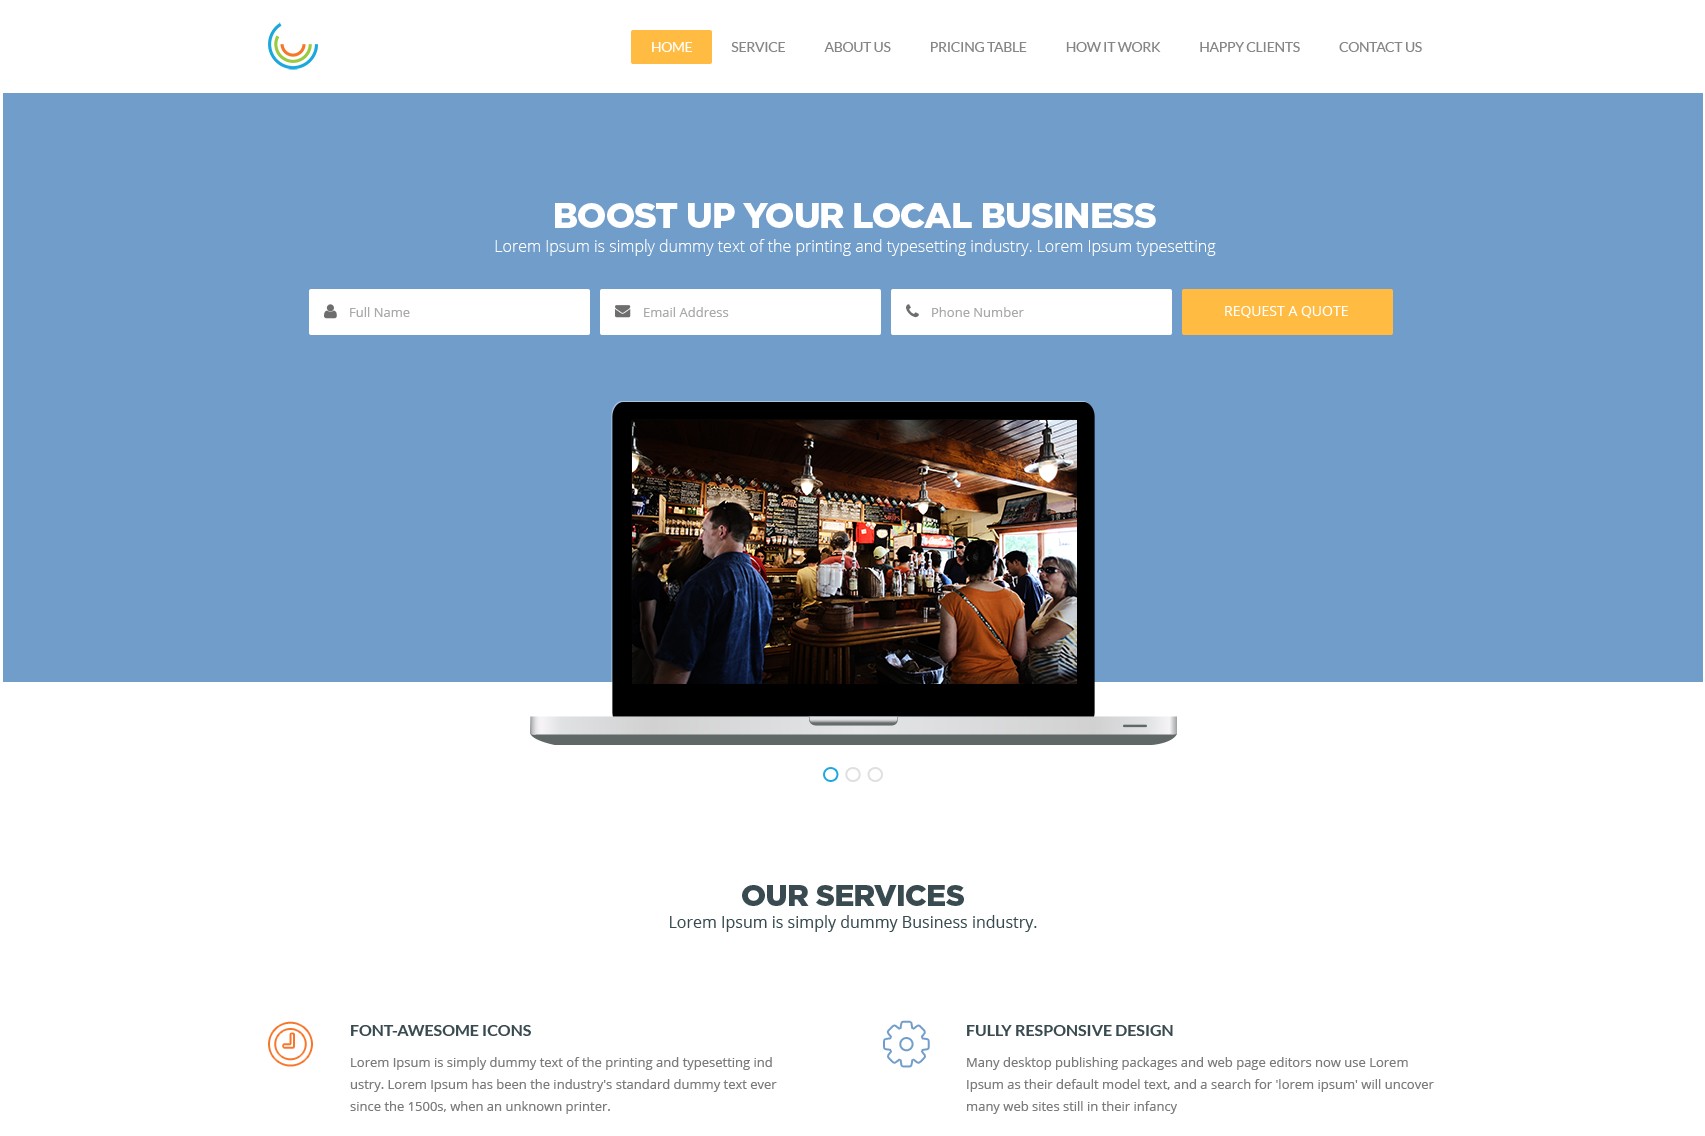 HOME SERVICE ABOUT US PRICING TABLE HOW IT WORK HAPPY CLIENTS CONTACT US
BOOST UP YOUR LOCAL BUSINESS
Lorem Ipsum is simply dummy text of the printing and typesetting industry. Lorem Ipsum typesetting
Full Name Email Address Phone Number REQUEST A QUOTE
OUR SERVICES
Lorem Ipsum is simply dummy Business industry.
FONT-AWESOME ICONS
Lorem Ipsum is simply dummy text of the printing and typesetting ind
ustry. Lorem Ipsum has been the industry's standard dummy text ever
since the 1500s, when an unknown printer.
FULLY RESPONSIVE DESIGN
Many desktop publishing packages and web page editors now use Lorem
Ipsum as their default model text, and a search for 'lorem ipsum' will uncover
many web sites still in their infancy